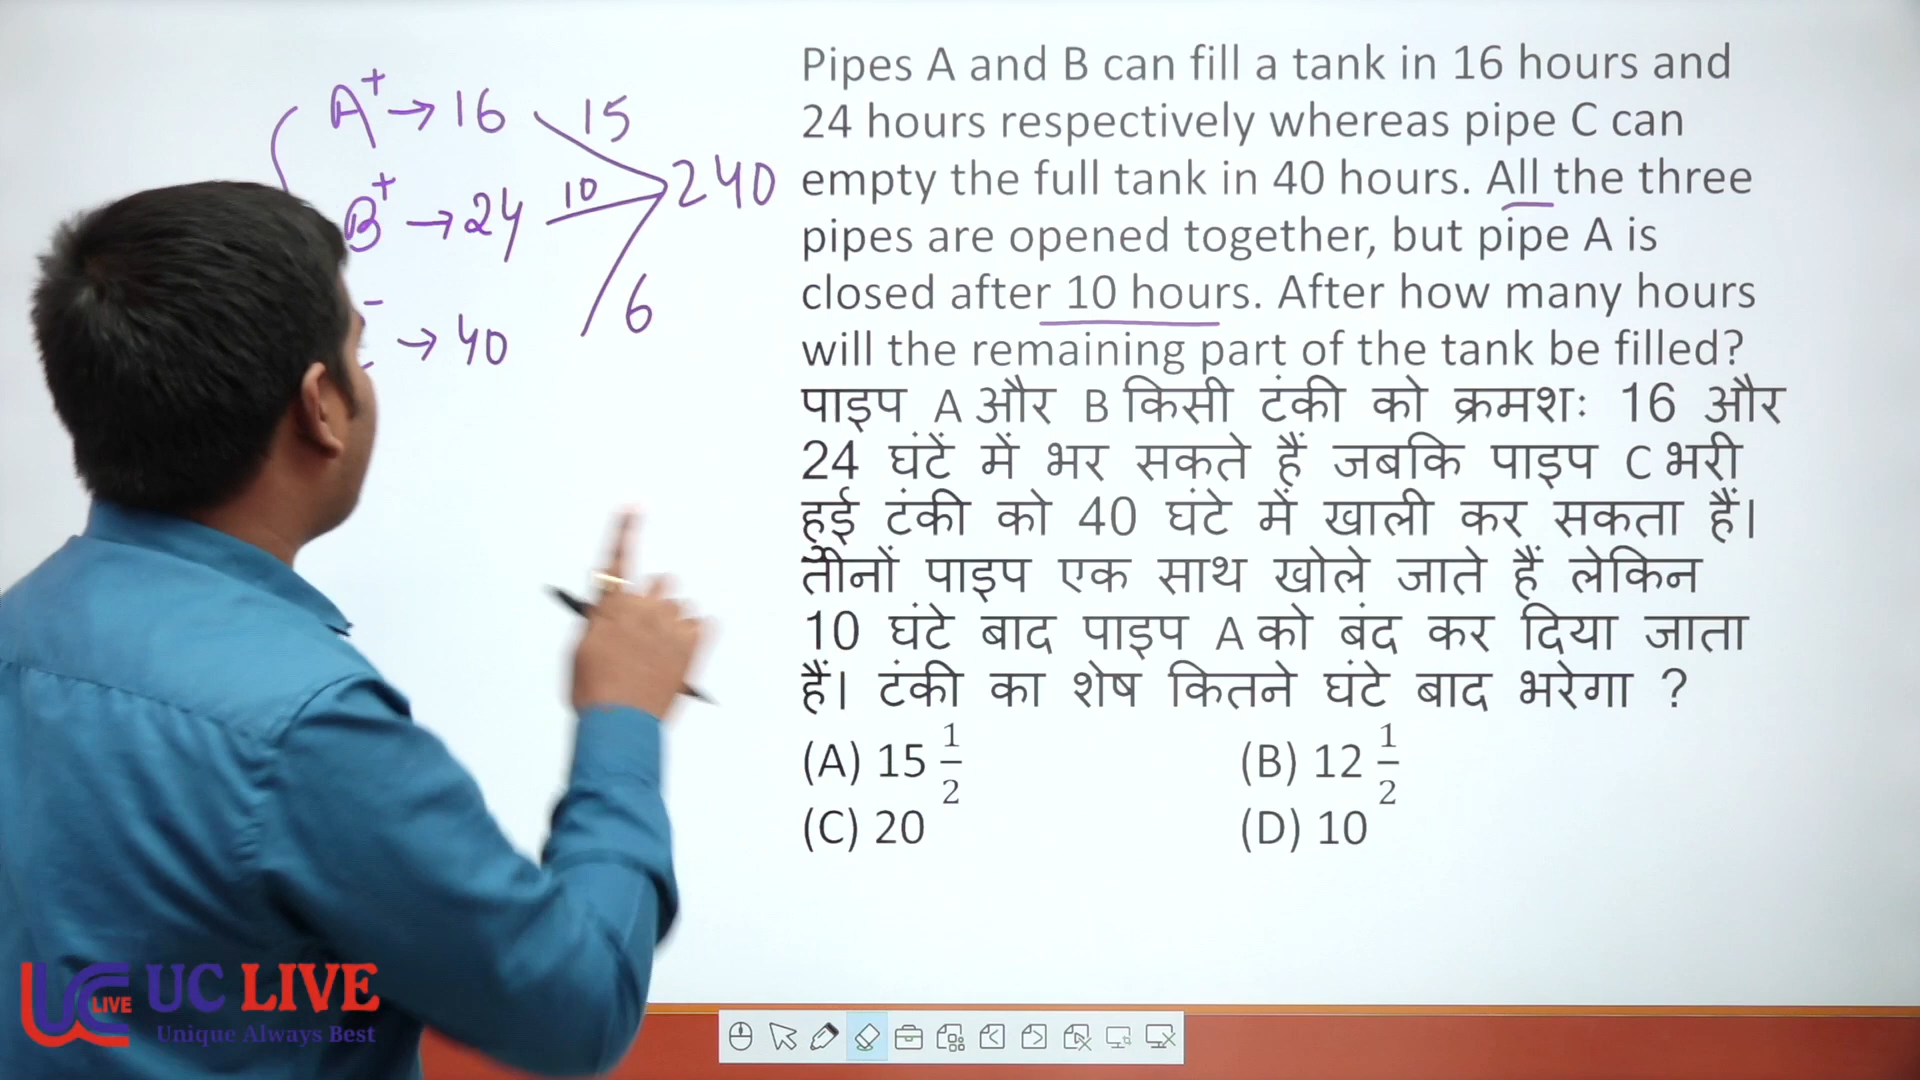 A+ → 16 15
B+ → 24 10 240
- → 40 6
Pipes A and B can fill a tank in 16 hours and
24 hours respectively whereas pipe C can
empty the full tank in 40 hours. All the three
pipes are opened together, but pipe A is
closed after 10 hours. After how many hours
will the remaining part of the tank be filled?
पाइप A और B किसी टंकी को क्रमशः 16 और
24 घंटें में भर सकते हैं जबकि पाइप C भरी
हुई टंकी को 40 घंटे में खाली कर सकता हैं।
तीनों पाइप एक साथ खोले जाते हैं लेकिन
10 घंटे बाद पाइप A को बंद कर दिया जाता
हैं। टंकी का शेष कितने घंटे बाद भरेगा ?
(A) 15 1/2 (B) 12 1/2
(C) 20 (D) 10
UC LIVE UC LIVE
Unique Always Best